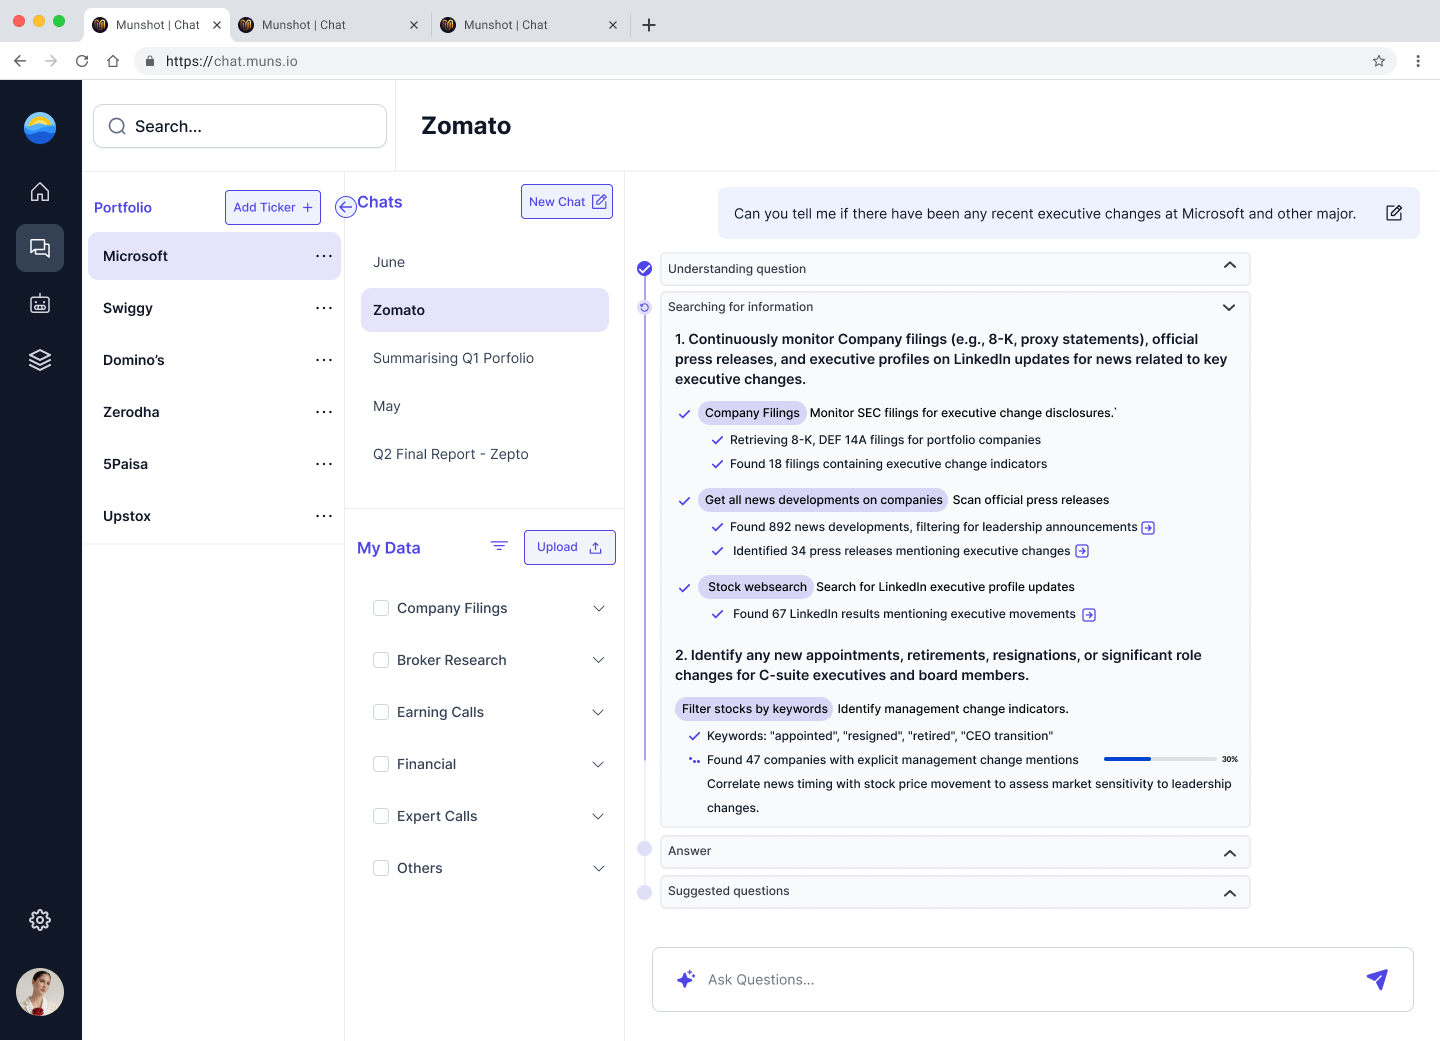 Munshot | Chat
Munshot | Chat
Munshot | Chat
https://chat.muns.io
Search...
Zomato
Portfolio
Add Ticker
Microsoft
Swiggy
Domino’s
Zerodha
5Paisa
Upstox
Chats
New Chat
June
Zomato
Summarising Q1 Porfolio
May
Q2 Final Report - Zepto
My Data
Upload
Company Filings
Broker Research
Earning Calls
Financial
Expert Calls
Others
Can you tell me if there have been any recent executive changes at Microsoft and other major.
Understanding question
Searching for information
1. Continuously monitor Company filings (e.g., 8-K, proxy statements), official
press releases, and executive profiles on LinkedIn updates for news related to key
executive changes.
Company Filings Monitor SEC filings for executive change disclosures.`
Retrieving 8-K, DEF 14A filings for portfolio companies
Found 18 filings containing executive change indicators
Get all news developments on companies Scan official press releases
Found 892 news developments, filtering for leadership announcements
Identified 34 press releases mentioning executive changes
Stock websearch Search for LinkedIn executive profile updates
Found 67 LinkedIn results mentioning executive movements
2. Identify any new appointments, retirements, resignations, or significant role
changes for C-suite executives and board members.
Filter stocks by keywords Identify management change indicators.
Keywords: "appointed", "resigned", "retired", "CEO transition"
Found 47 companies with explicit management change mentions 30%
Correlate news timing with stock price movement to assess market sensitivity to leadership
changes.
Answer
Suggested questions
Ask Questions...